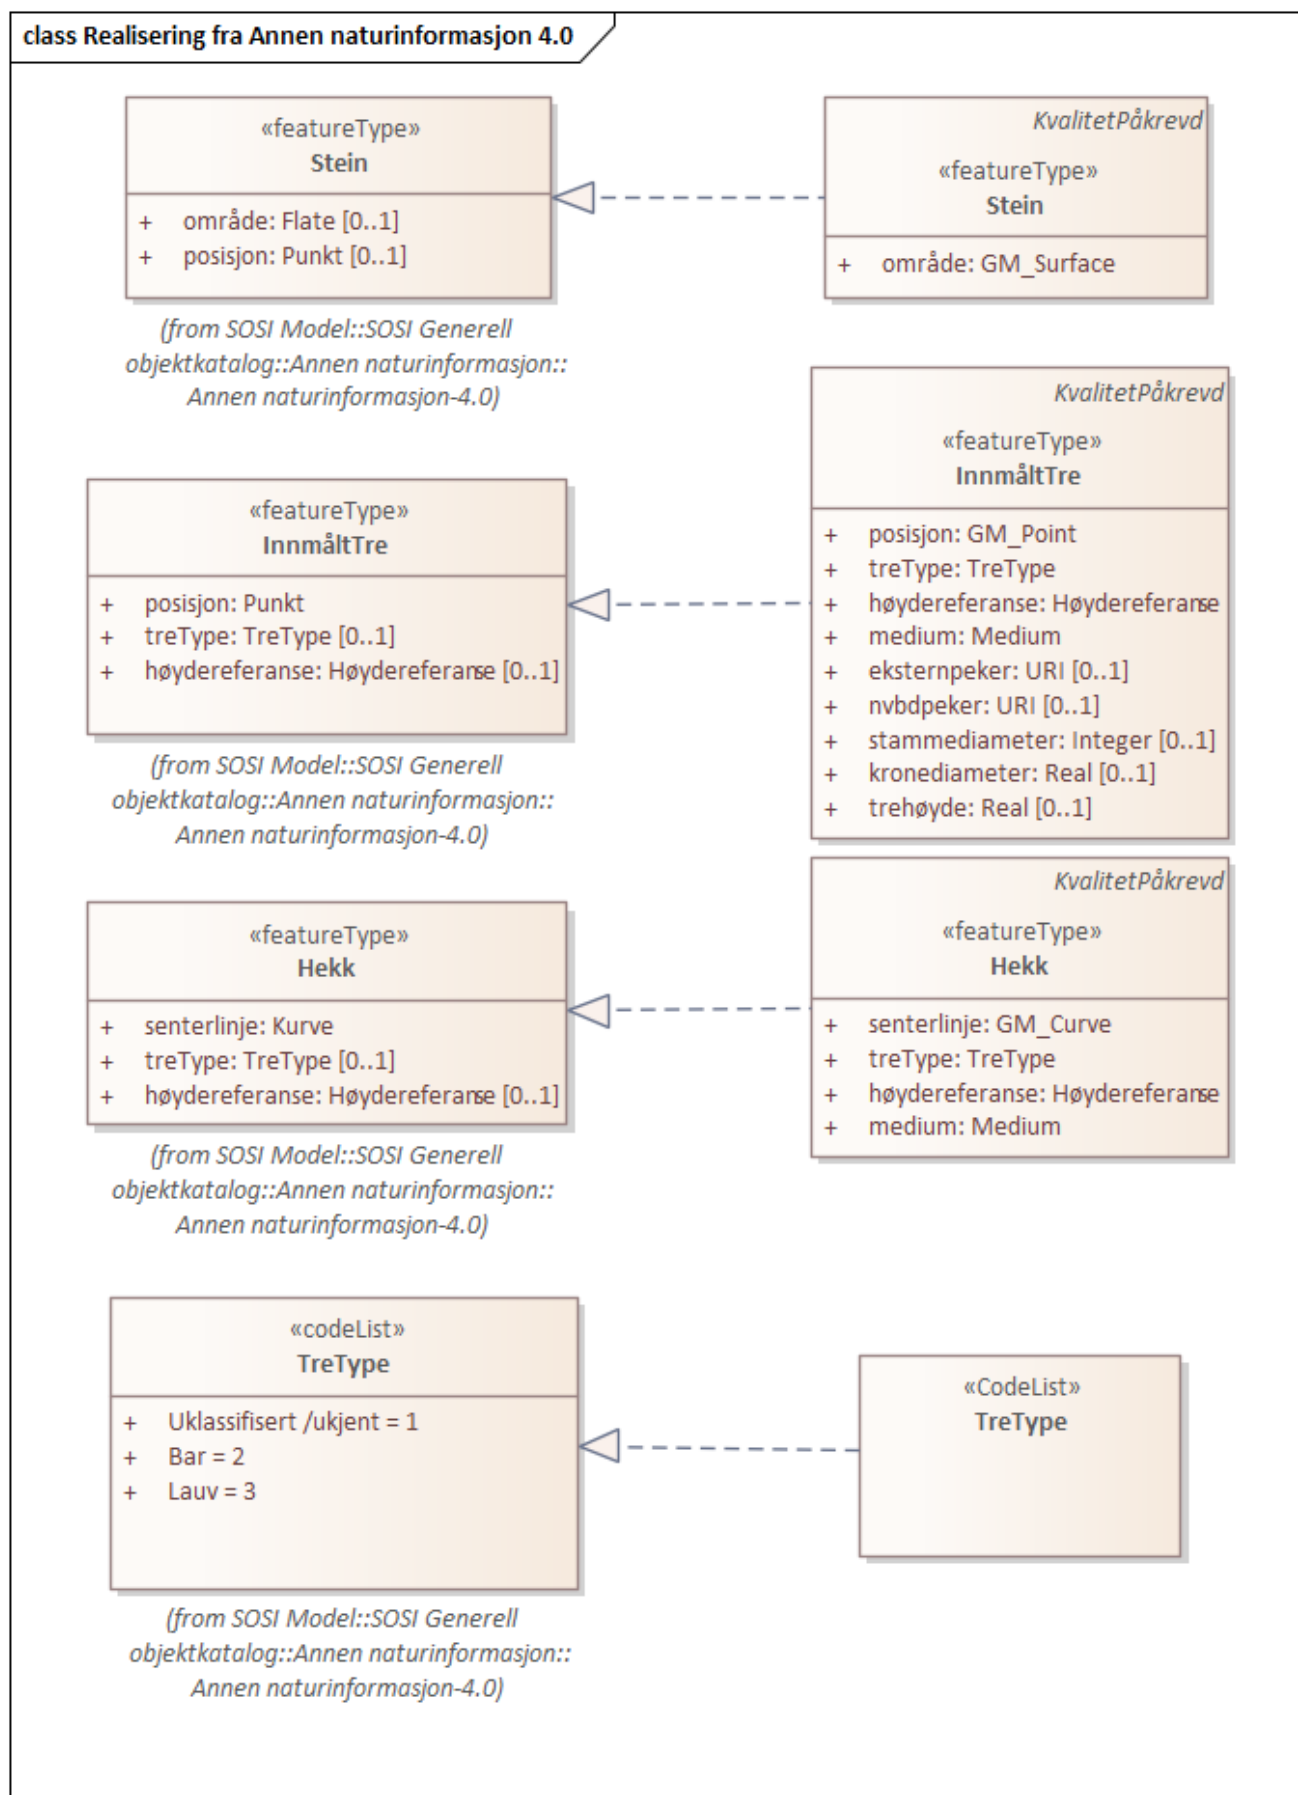 class Realisering fra Annen naturinformasjon 4.0
«featureType»
Stein
+ område: Flate [0..1]
+ posisjon: Punkt [0..1]
(from SOSI Model::SOSI Generell
objektkatalog::Annen naturinformasjon::
Annen naturinformasjon-4.0)
KvalitetPåkrevd
«featureType»
Stein
+ område: GM_Surface
«featureType»
InnmåltTre
+ posisjon: Punkt
+ treType: TreType [0..1]
+ høydereferanse: Høydereferanse [0..1]
(from SOSI Model::SOSI Generell
objektkatalog::Annen naturinformasjon::
Annen naturinformasjon-4.0)
KvalitetPåkrevd
«featureType»
InnmåltTre
+ posisjon: GM_Point
+ treType: TreType
+ høydereferanse: Høydereferanse
+ medium: Medium
+ eksternpeker: URI [0..1]
+ nvbdpeker: URI [0..1]
+ stammediameter: Integer [0..1]
+ kronediameter: Real [0..1]
+ trehøyde: Real [0..1]
«featureType»
Hekk
+ senterlinje: Kurve
+ treType: TreType [0..1]
+ høydereferanse: Høydereferanse [0..1]
(from SOSI Model::SOSI Generell
objektkatalog::Annen naturinformasjon::
Annen naturinformasjon-4.0)
KvalitetPåkrevd
«featureType»
Hekk
+ senterlinje: GM_Curve
+ treType: TreType
+ høydereferanse: Høydereferanse
+ medium: Medium
«codeList»
TreType
+ Uklassifisert /ukjent = 1
+ Bar = 2
+ Lauv = 3
(from SOSI Model::SOSI Generell
objektkatalog::Annen naturinformasjon::
Annen naturinformasjon-4.0)
«CodeList»
TreType